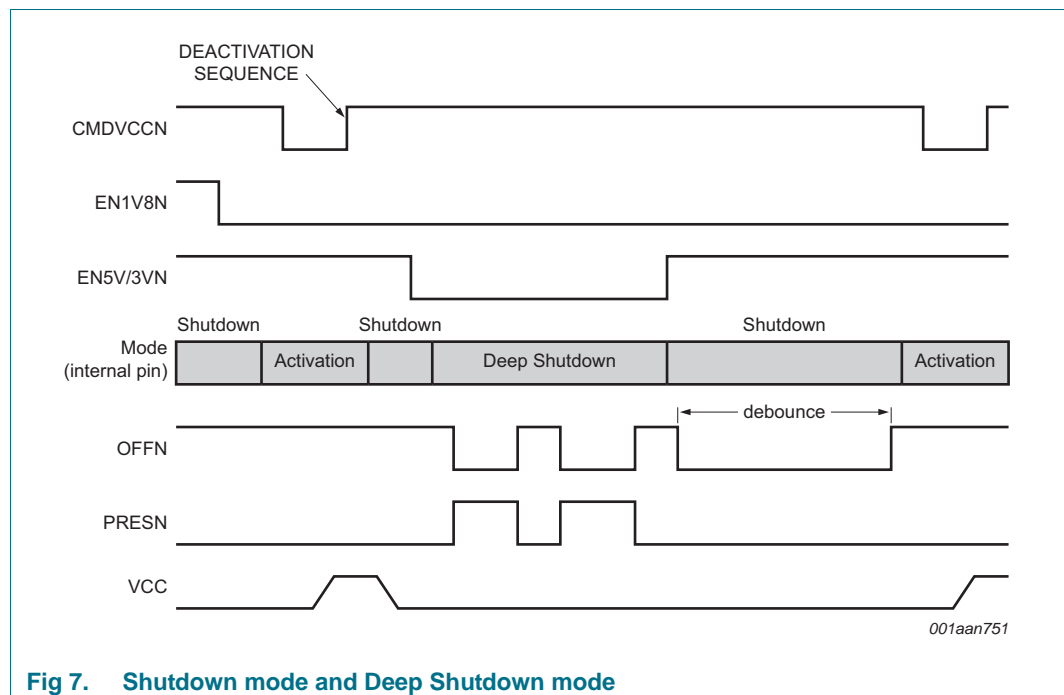 DEACTIVATION
SEQUENCE
CMDVCCN
EN1V8N
EN5V/3VN
Shutdown Shutdown Shutdown
Mode
(internal pin)
Activation Deep Shutdown Activation
debounce
OFFN
PRESN
VCC
001aan751
Fig 7. Shutdown mode and Deep Shutdown mode